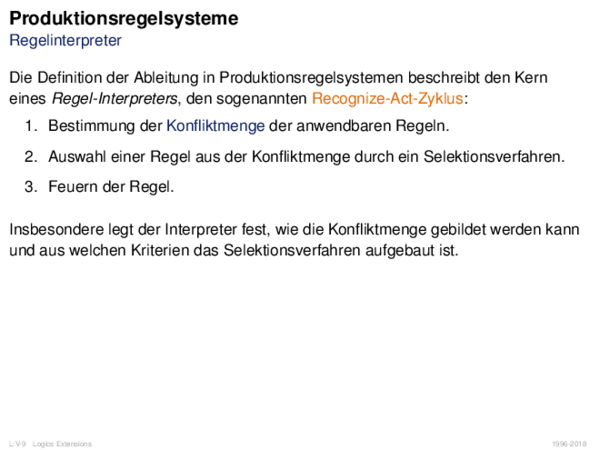 Produktionsregelsysteme
Regelinterpreter
Die Definition der Ableitung in Produktionsregelsystemen beschreibt den Kern
eines Regel-Interpreters, den sogenannten Recognize-Act-Zyklus:
1. Bestimmung der Konfliktmenge der anwendbaren Regeln.
2. Auswahl einer Regel aus der Konfliktmenge durch ein Selektionsverfahren.
3. Feuern der Regel.
Insbesondere legt der Interpreter fest, wie die Konfliktmenge gebildet werden kann
und aus welchen Kriterien das Selektionsverfahren aufgebaut ist.
L:V-9 Logics Extensions
1996-2018